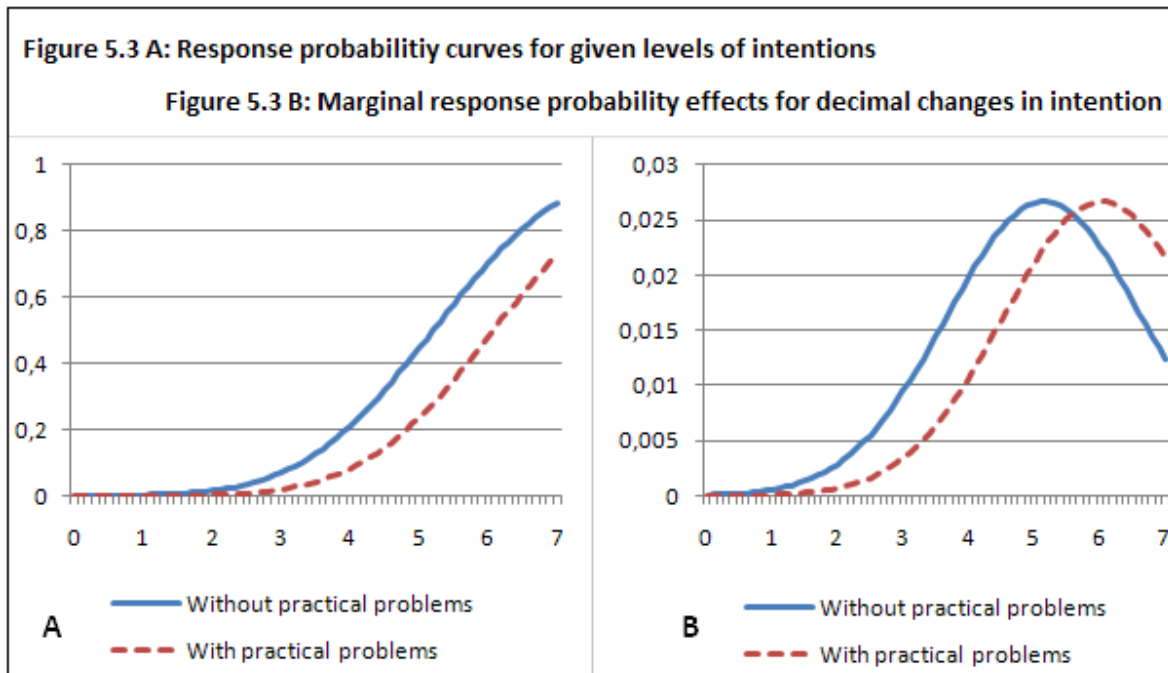 Figure 5.3 A: Response probabilitiy curves for given levels of intentions
Figure 5.3 B: Marginal response probability effects for decimal changes in intention
1
0,8
0,6
0,4
0,2
0
0 1 2 3 4 5 6 7
Without practical problems
With practical problems
A
0,03
0,025
0,02
0,015
0,01
0,005
0
0 1 2 3 4 5 6 7
Without practical problems
With practical problems
B